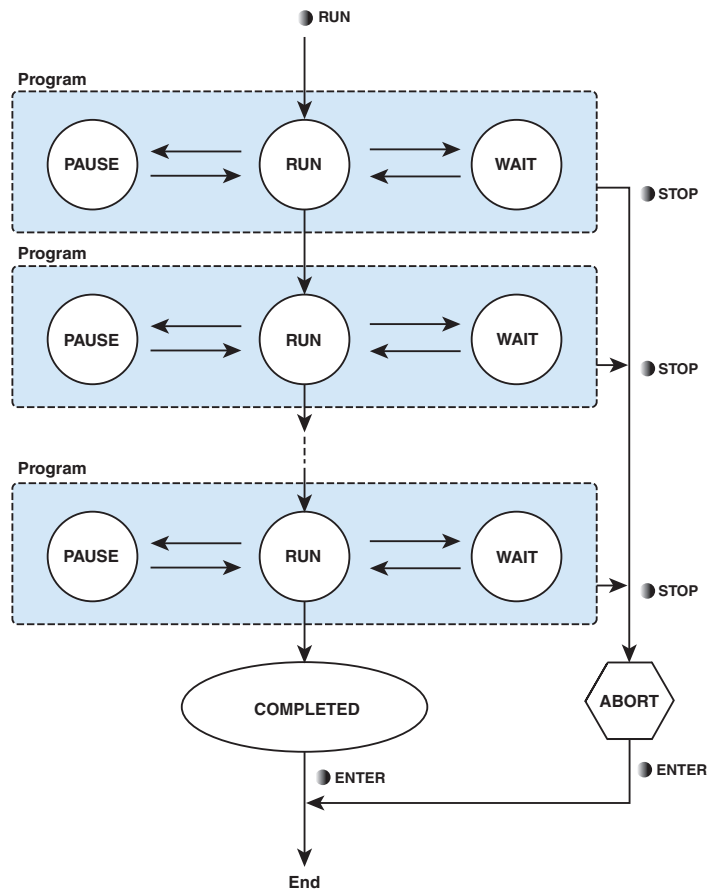 RUN
Program
PAUSE
RUN
WAIT
STOP
Program
PAUSE
RUN
WAIT
STOP
Program
PAUSE
RUN
WAIT
STOP
COMPLETED
ABORT
ENTER
ENTER
End